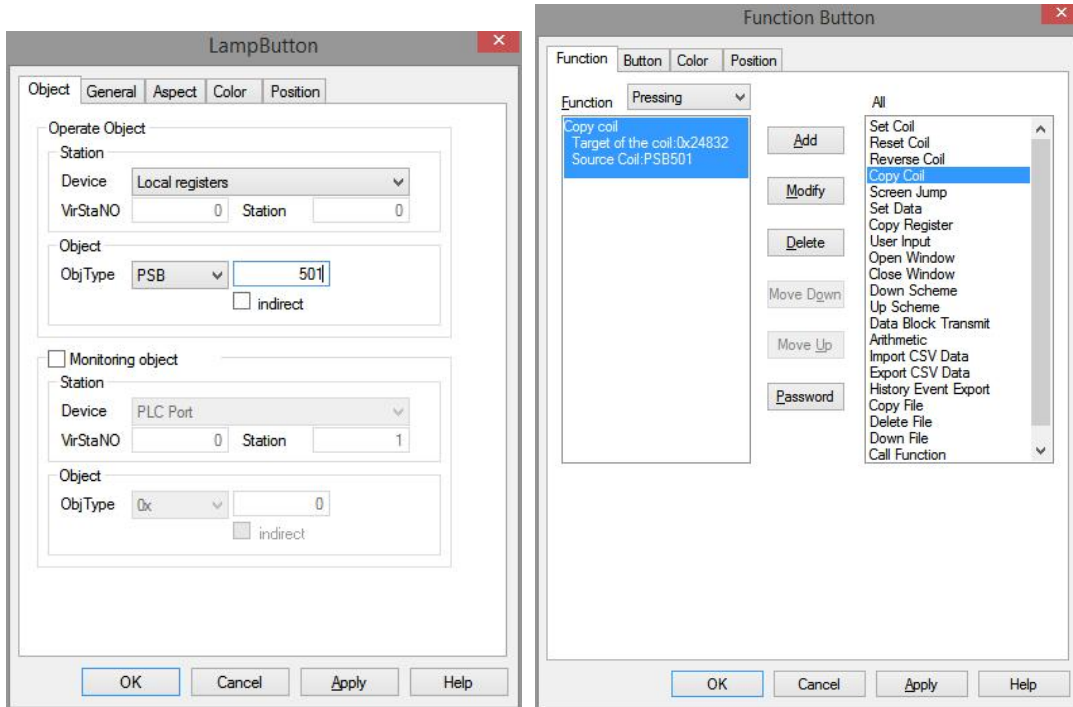 LampButton
Object General Aspect Color Position
Operate Object
Station
Device Local registers
VirStaNO 0 Station 0
Object
ObjType PSB 501
indirect
Monitoring object
Station
Device PLC Port
VirStaNO 0 Station 1
Object
ObjType 0x 0
indirect
OK Cancel Apply Help
Function Button
Function Button Color Position
Function Pressing All
Copy coil
Target of the coil:0x24832
Source Coil:PSB501
Add
Modify
Delete
Move Down
Move Up
Password
Set Coil
Reset Coil
Reverse Coil
Copy Coil
Screen Jump
Set Data
Copy Register
User Input
Open Window
Close Window
Down Scheme
Up Scheme
Data Block Transmit
Arithmetic
Import CSV Data
Export CSV Data
History Event Export
Copy File
Delete File
Down File
Call Function
OK Cancel Apply Help